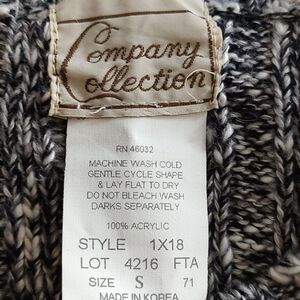 Company
Collection
RN 46032
MACHINE WASH COLD
GENTLE CYCLE SHAPE
& LAY FLAT TO DRY
DO NOT BLEACH WASH
DARKS SEPARATELY
100% ACRYLIC
STYLE 1X18
LOT 4216 FTA
SIZE S 71
MADE IN KOREA